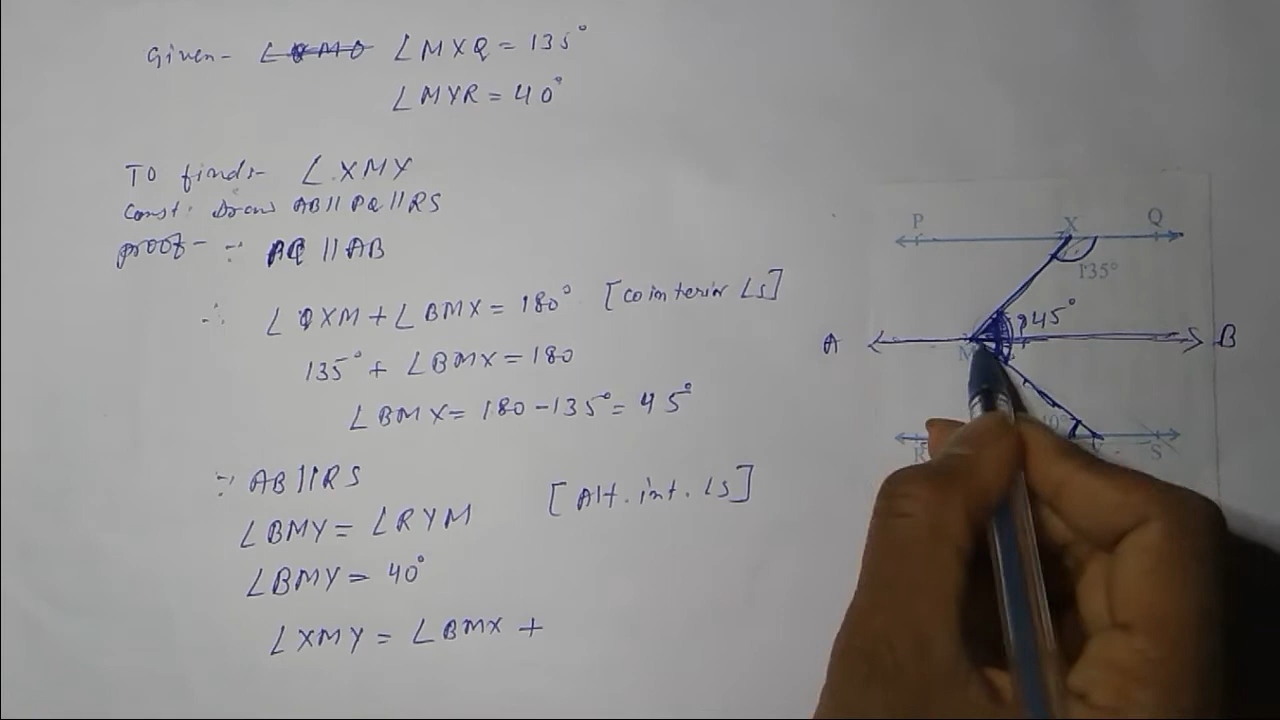 Given- ∠MXQ = 135°
∠MYR = 40°
To find:- ∠XMY
Const: Draw AB || PQ || RS
proof- ∵ PQ || AB
∴ ∠QXM + ∠BMX = 180° [cointerior ∠s]
135° + ∠BMX = 180
∠BMX = 180 - 135° = 45°
∵ AB || RS
∠BMY = ∠RYM [Alt. int. ∠s]
∠BMY = 40°
∠XMY = ∠BMX +
P X Q
135°
45°
A M B
R S